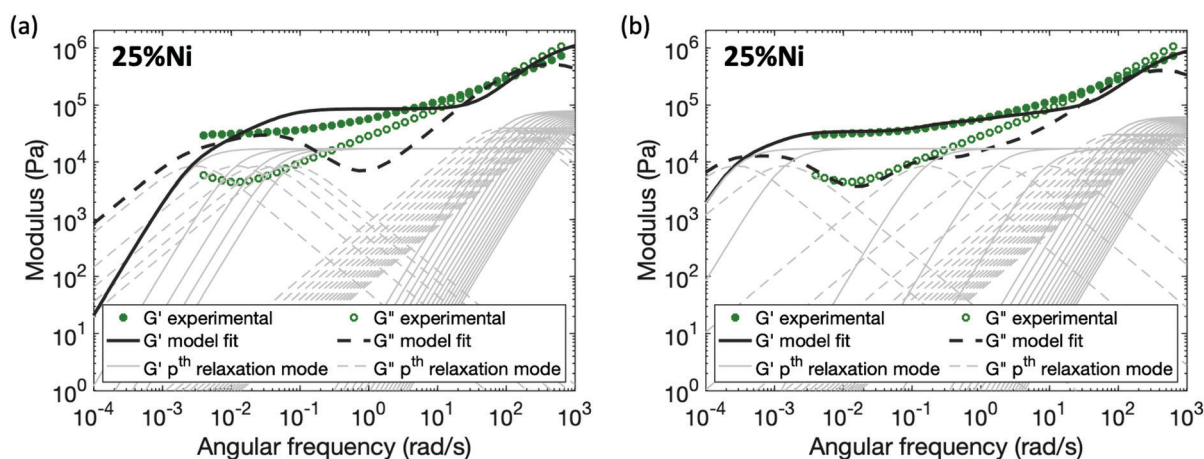 (a)
25%Ni
Modulus (Pa)
10^6
10^5
10^4
10^3
10^2
10^1
10^0
G' experimental
G" experimental
G' model fit
G" model fit
G' p^th relaxation mode
G" p^th relaxation mode
10^-4
10^-3
10^-2
10^-1
10^0
10^1
10^2
10^3
Angular frequency (rad/s)
(b)
25%Ni
Modulus (Pa)
10^6
10^5
10^4
10^3
10^2
10^1
10^0
G' experimental
G" experimental
G' model fit
G" model fit
G' p^th relaxation mode
G" p^th relaxation mode
10^-4
10^-3
10^-2
10^-1
10^0
10^1
10^2
10^3
Angular frequency (rad/s)